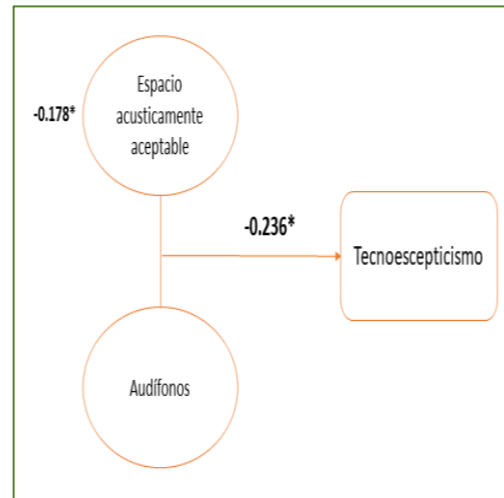 Espacio
acusticamente
aceptable
-0.178*
-0.236*
Tecnoescepticismo
Audífonos